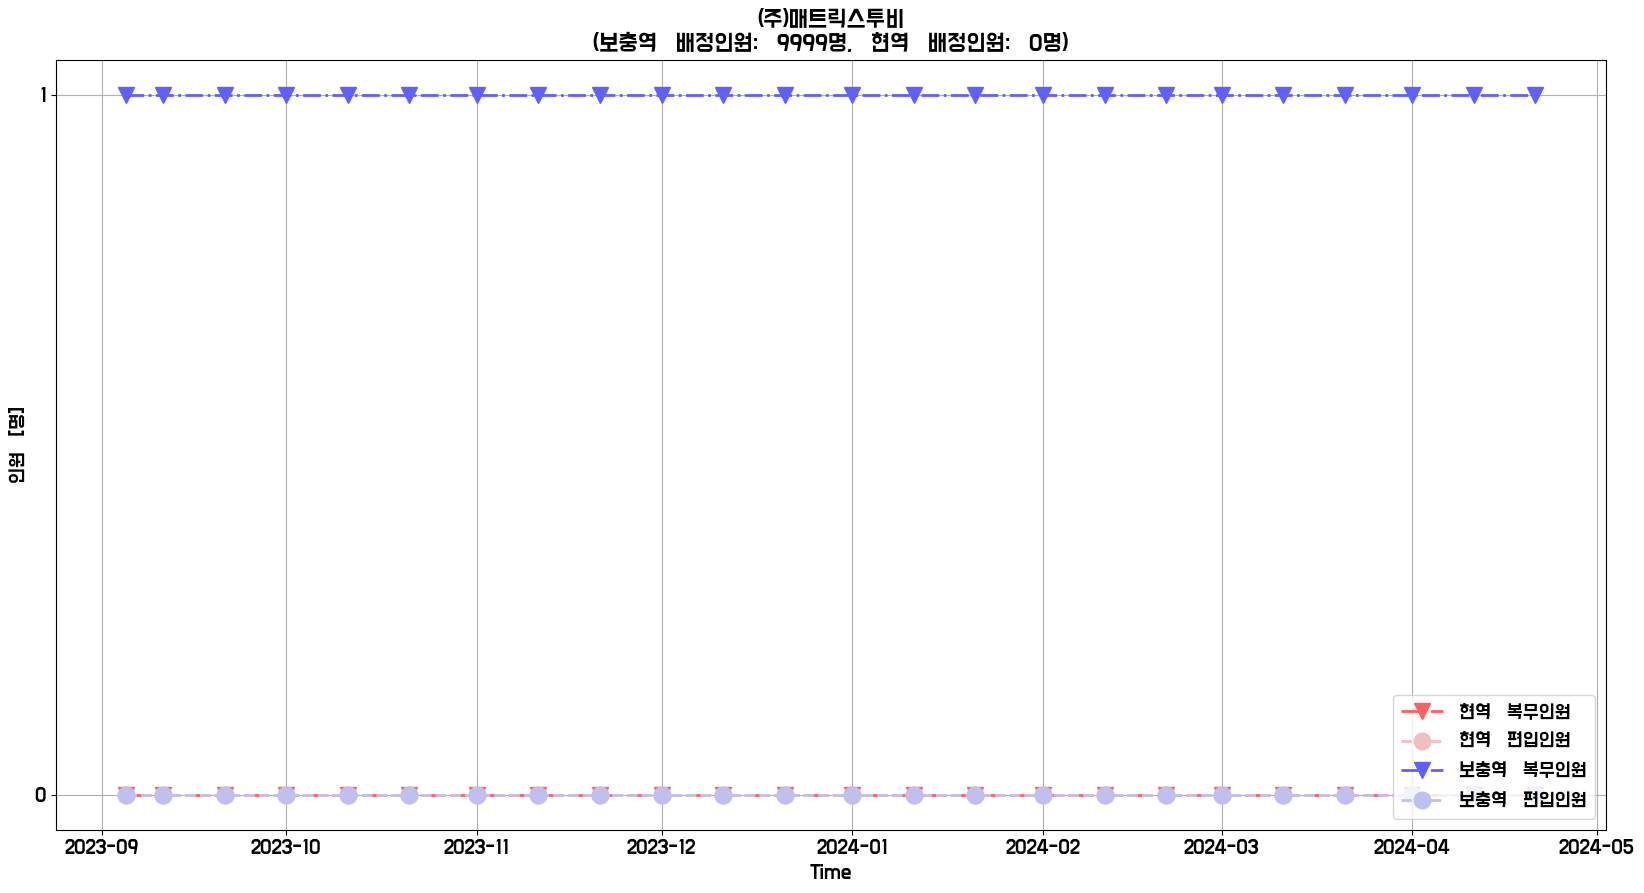 (주)매트릭스투비
(보충역 배정인원: 9999명, 현역 배정인원: 0명)
인원 [명]
1
0
현역 복무인원
현역 편입인원
보충역 복무인원
보충역 편입인원
2023-09 2023-10 2023-11 2023-12 2024-01 2024-02 2024-03 2024-04 2024-05
Time